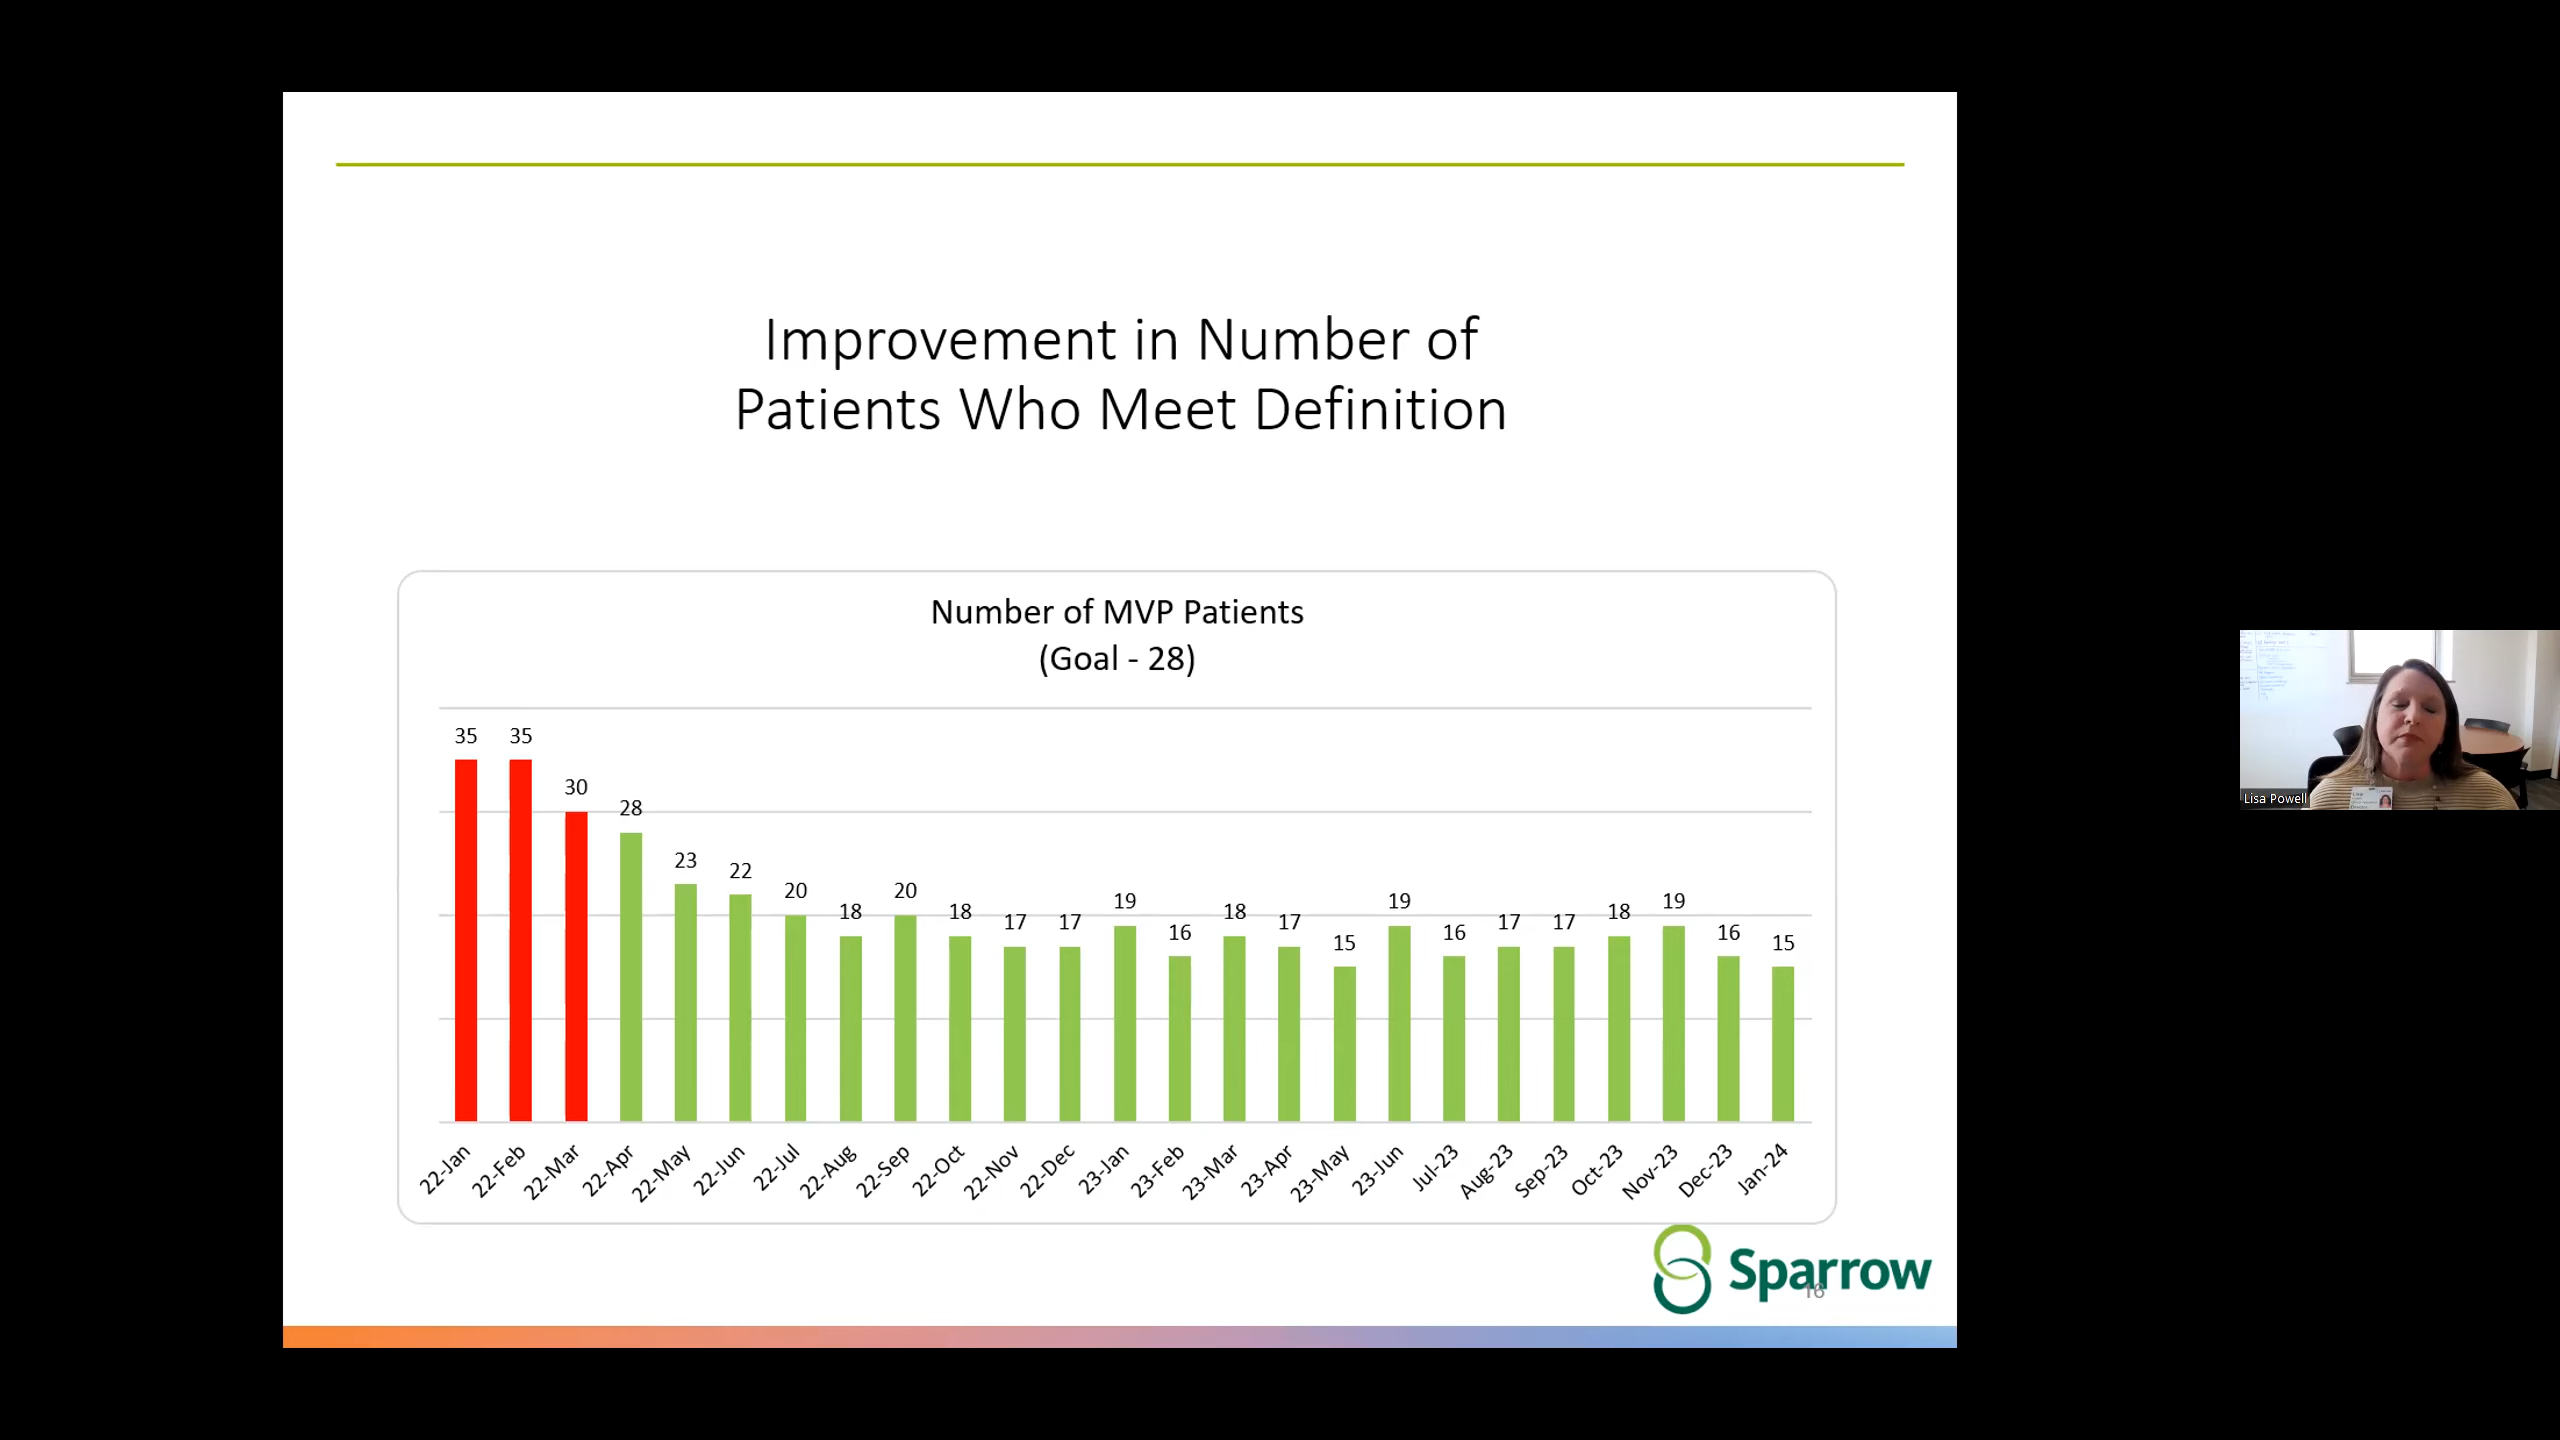 Improvement in Number of
Patients Who Meet Definition
Number of MVP Patients
(Goal - 28)
35 35 30 28 23 22 20 18 20 18 17 17 19 16 18 17 15 19 16 17 17 18 19 16 15
22-Jan 22-Feb 22-Mar 22-Apr 22-May 22-Jun 22-Jul 22-Aug 22-Sep 22-Oct 22-Nov 22-Dec 23-Jan 23-Feb 23-Mar 23-Apr 23-May 23-Jun Jul-23 Aug-23 Sep-23 Oct-23 Nov-23 Dec-23 Jan-24
Sparrow
16
Lisa Powell